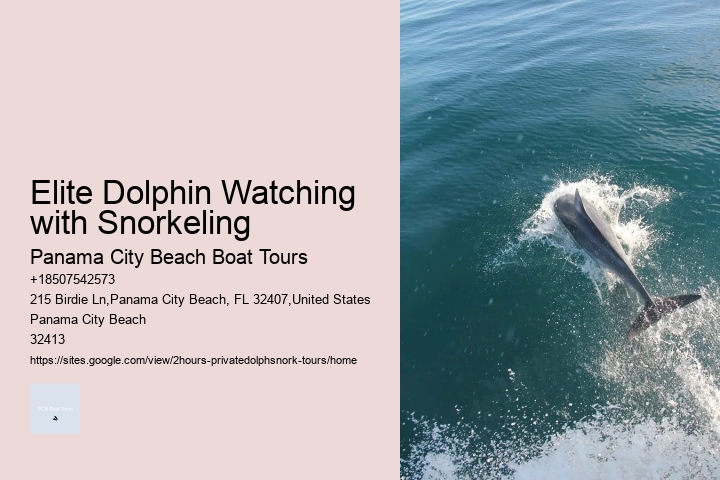 Elite Dolphin Watching
with Snorkeling
Panama City Beach Boat Tours
+18507542573
215 Birdie Ln,Panama City Beach, FL 32407,United States
Panama City Beach
32413
https://sites.google.com/view/2hours-privatedolphsnork-tours/home